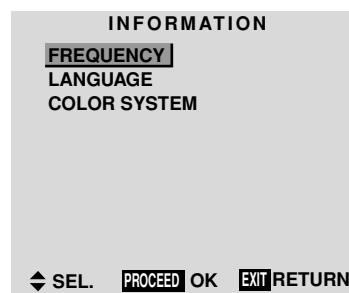 INFORMATION
FREQUENCY
LANGUAGE
COLOR SYSTEM
SEL. PROCEED OK EXIT RETURN